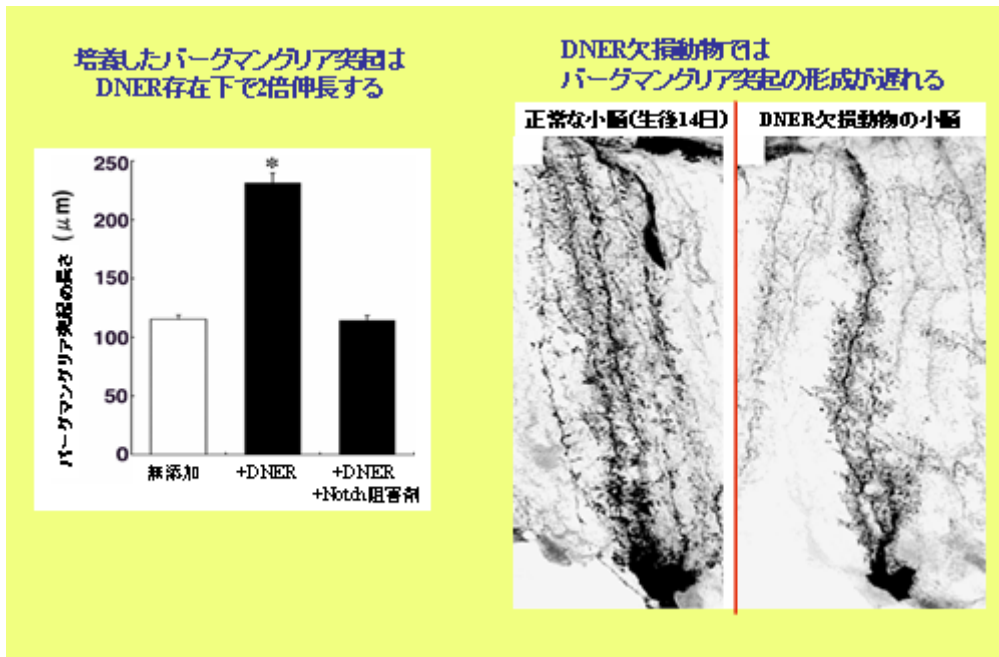 培養したバーグマングリア突起は
DNER存在下で2倍伸長する
バーグマングリア突起の長さ (μm)
250
200
150
100
50
0
*
無添加
+DNER
+DNER
+Notch阻害剤
DNER欠損動物では
バーグマングリア突起の形成が遅れる
正常な小脳(生後14日)
DNER欠損動物の小脳